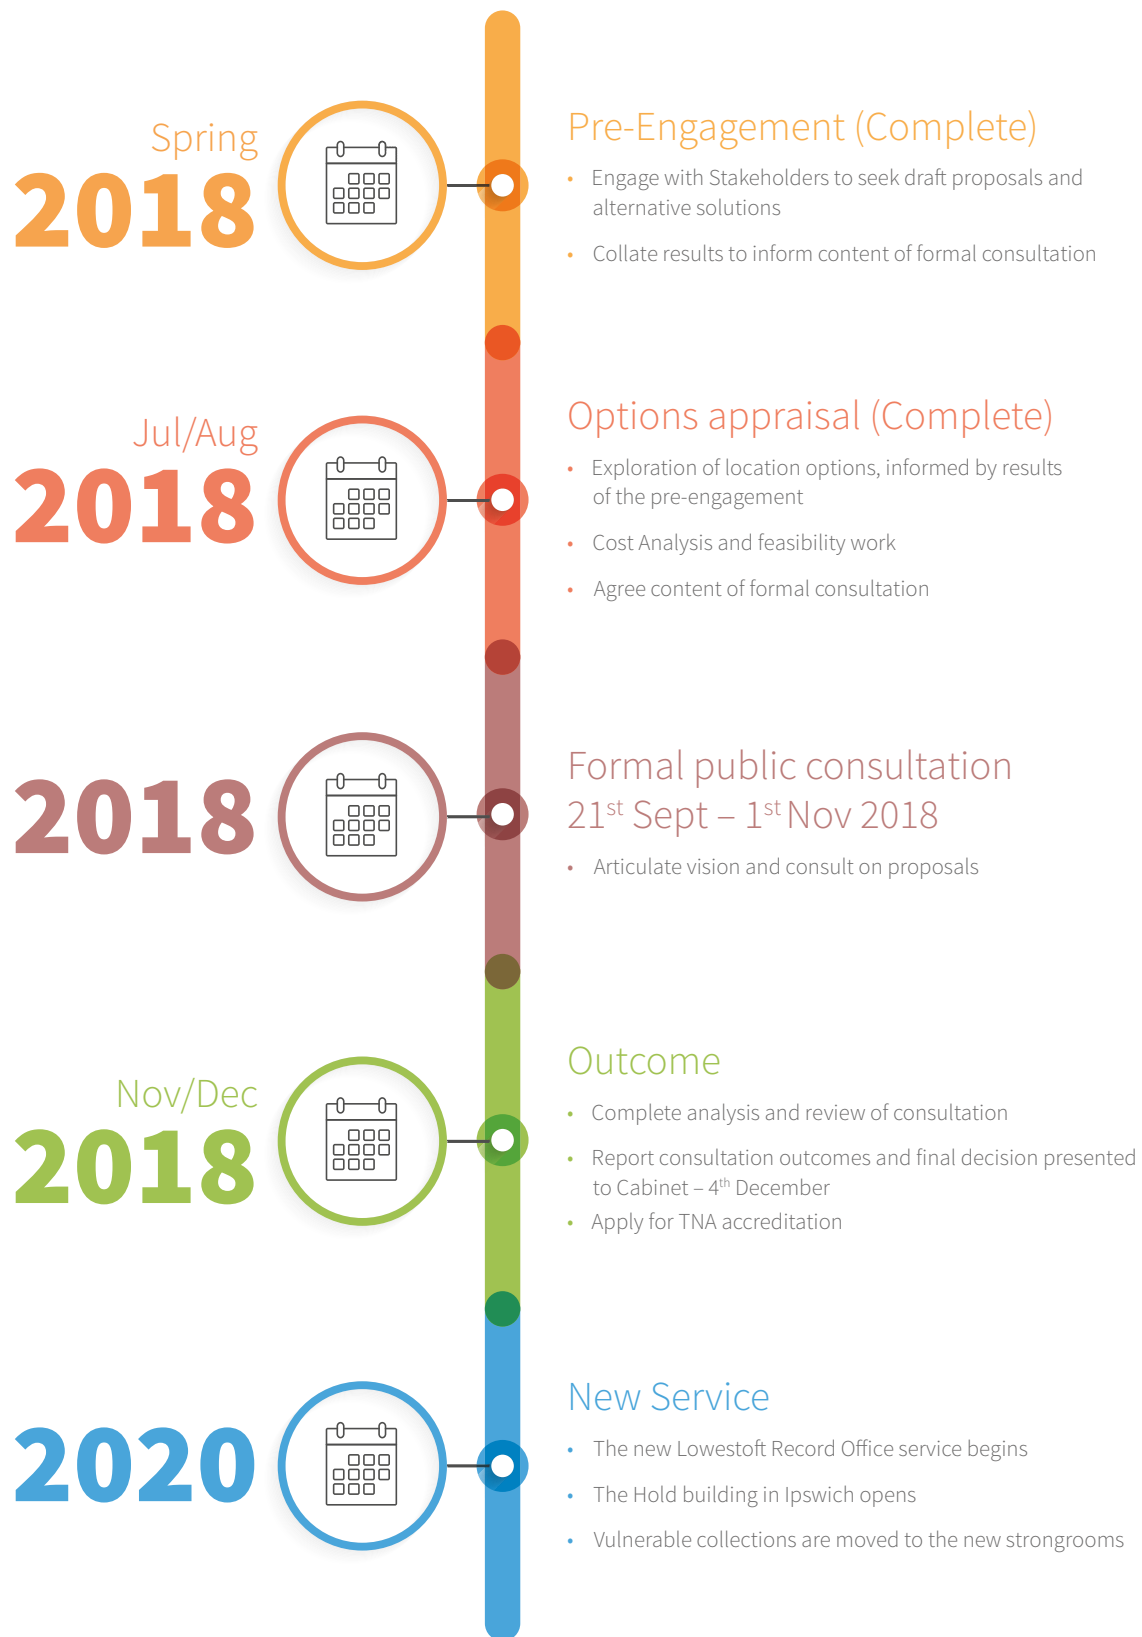 Spring
2018
Pre-Engagement (Complete)
• Engage with Stakeholders to seek draft proposals and
alternative solutions
• Collate results to inform content of formal consultation
Jul/Aug
2018
Options appraisal (Complete)
• Exploration of location options, informed by results
of the pre-engagement
• Cost Analysis and feasibility work
• Agree content of formal consultation
2018
Formal public consultation
21st Sept – 1st Nov 2018
• Articulate vision and consult on proposals
Nov/Dec
2018
Outcome
• Complete analysis and review of consultation
• Report consultation outcomes and final decision presented
to Cabinet – 4th December
• Apply for TNA accreditation
2020
New Service
• The new Lowestoft Record Office service begins
• The Hold building in Ipswich opens
• Vulnerable collections are moved to the new strongrooms